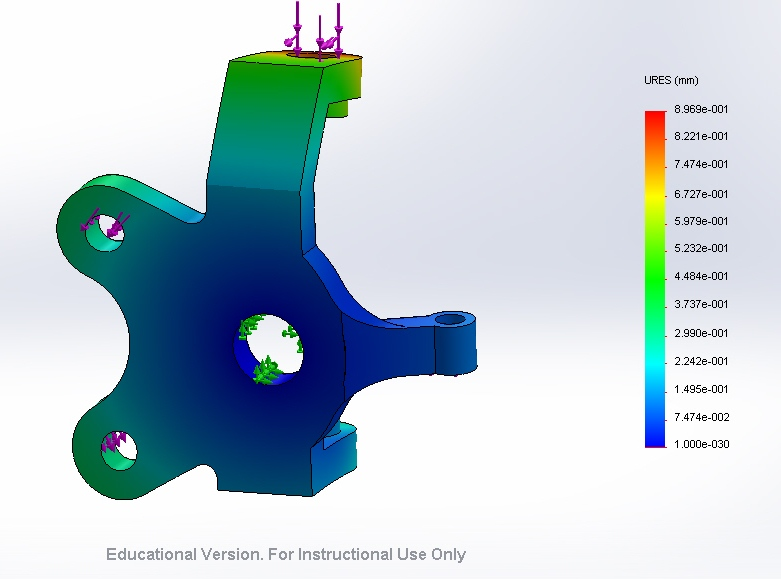 URES (mm)
8.969e-001
8.221e-001
7.474e-001
6.727e-001
5.979e-001
5.232e-001
4.484e-001
3.737e-001
2.990e-001
2.242e-001
1.495e-001
7.474e-002
1.000e-030
Educational Version. For Instructional Use Only